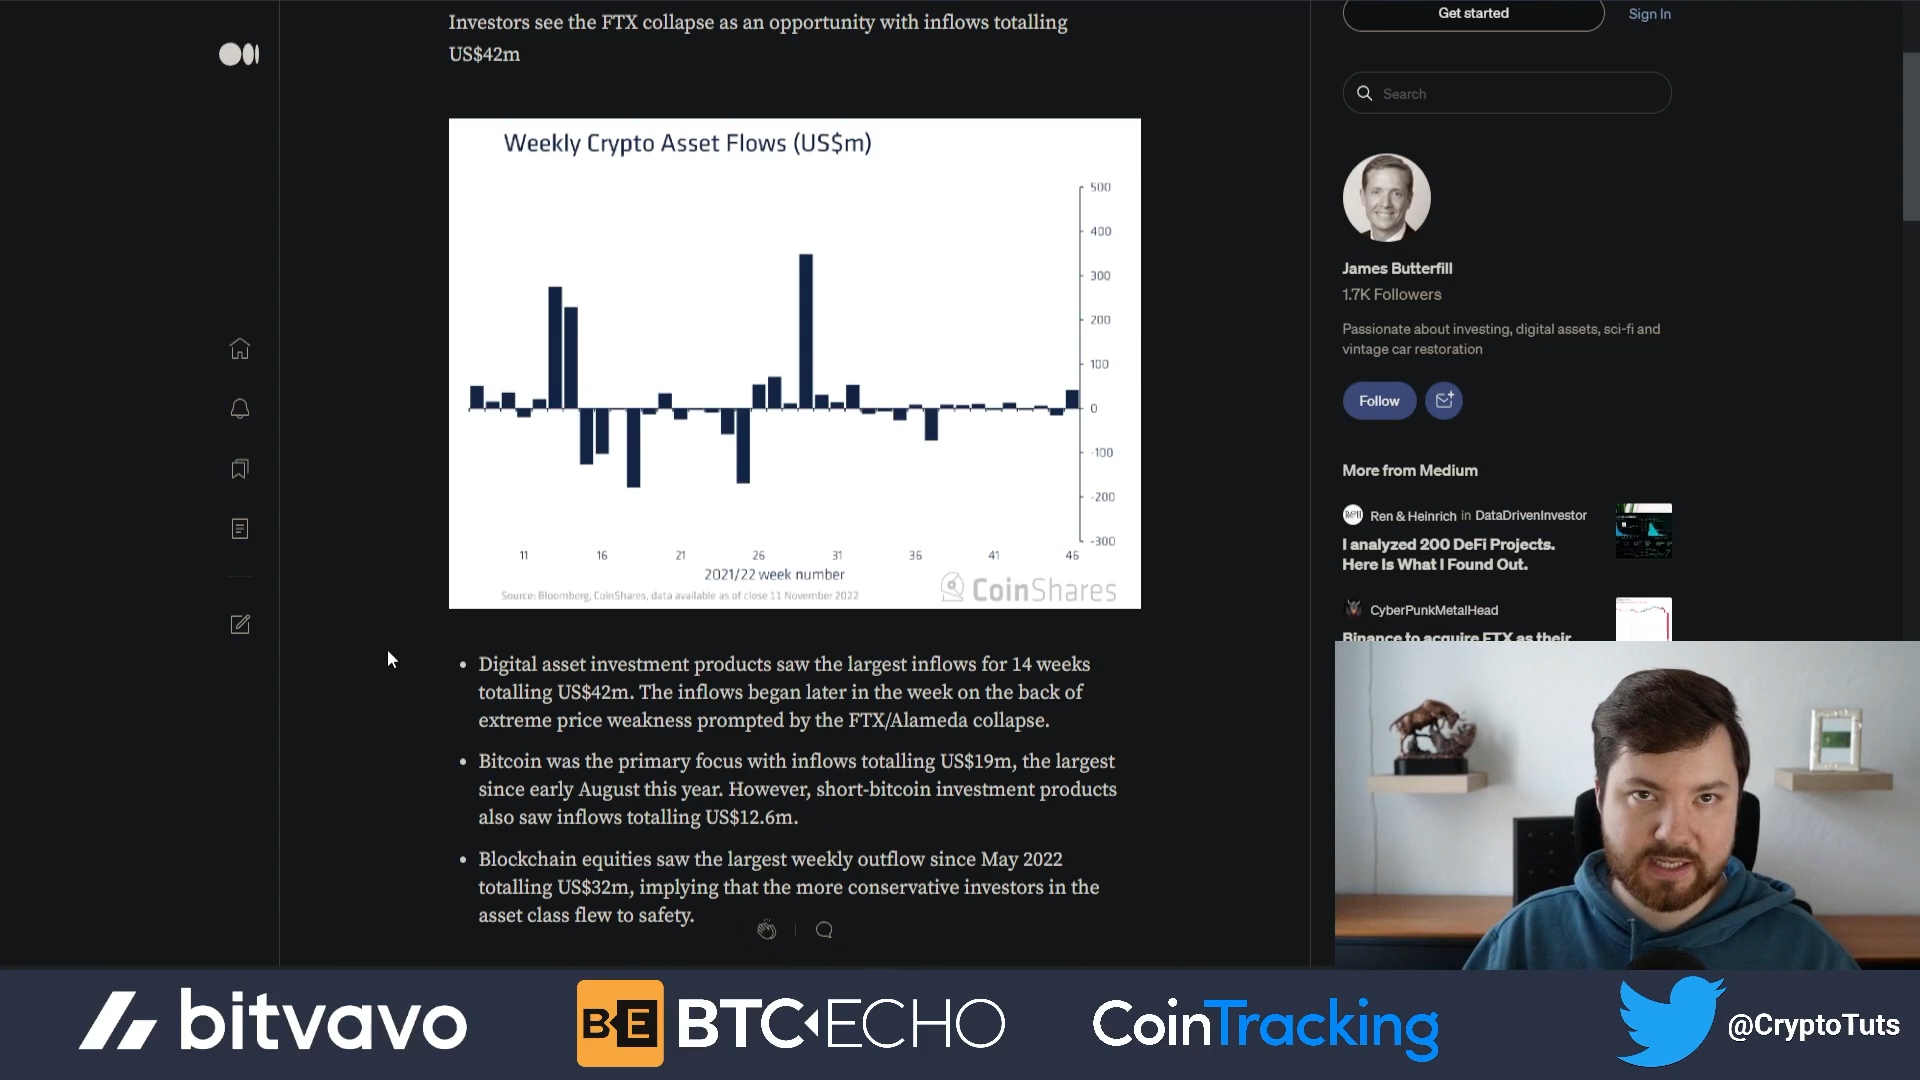 Investors see the FTX collapse as an opportunity with inflows totalling
US$42m
Weekly Crypto Asset Flows (US$m)
500
400
300
200
100
0
-100
-200
-300
11 16 21 26 31 36 41 46
2021/22 week number
Source: Bloomberg, CoinShares, data available as of close 11 November 2022
CoinShares
• Digital asset investment products saw the largest inflows for 14 weeks
totalling US$42m. The inflows began later in the week on the back of
extreme price weakness prompted by the FTX/Alameda collapse.
• Bitcoin was the primary focus with inflows totalling US$19m, the largest
since early August this year. However, short-bitcoin investment products
also saw inflows totalling US$12.6m.
• Blockchain equities saw the largest weekly outflow since May 2022
totalling US$32m, implying that the more conservative investors in the
asset class flew to safety.
Get started
Sign In
Search
James Butterfill
1.7K Followers
Passionate about investing, digital assets, sci-fi and
vintage car restoration
Follow
More from Medium
Ren & Heinrich in DataDrivenInvestor
I analyzed 200 DeFi Projects.
Here Is What I Found Out.
CyberPunkMetalHead
Binance to acquire FTX as their
bitvavo
BE
BTC ECHO
CoinTracking
@CryptoTuts